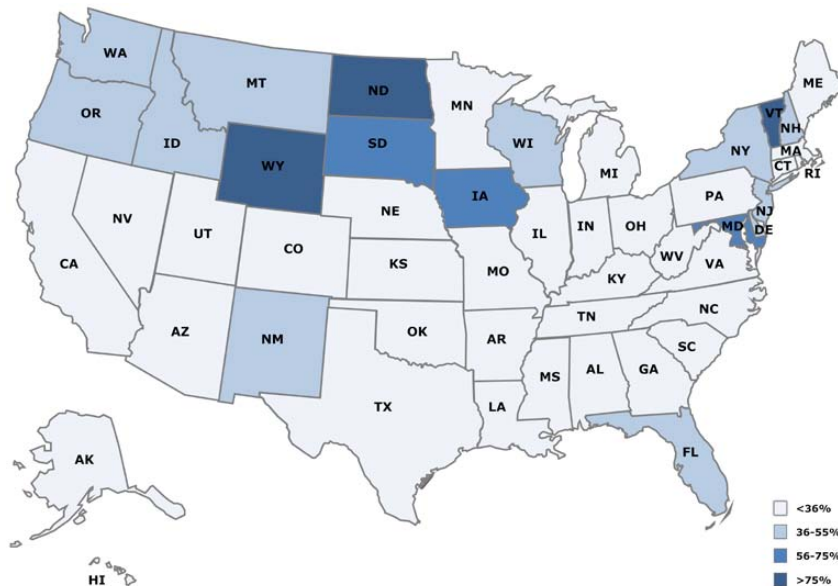 WA
ME
MT
ND
MN
VT
OR
NH
ID
SD
WI
NY
MA
WY
MI
CT
RI
IA
PA
NJ
NE
NV
OH
MD
DE
IL
IN
UT
CO
WV
CA
VA
KS
MO
KY
NC
TN
OK
AZ
NM
AR
SC
MS
AL
GA
TX
LA
FL
AK
HI
<36%
36-55%
56-75%
>75%